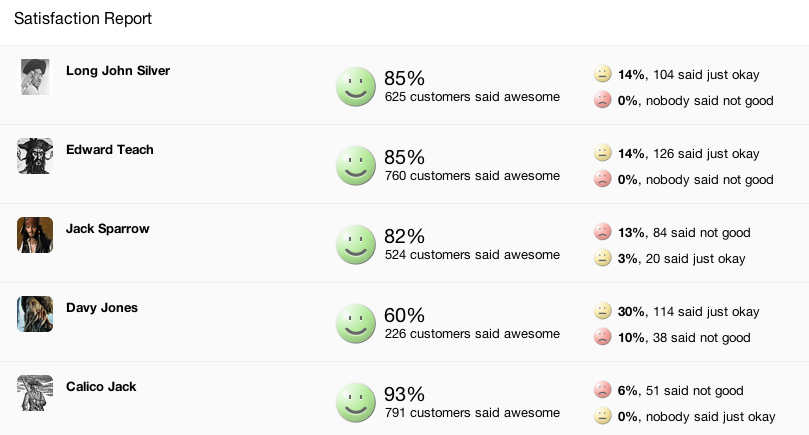 Satisfaction Report
Long John Silver
85%
625 customers said awesome
14%, 104 said just okay
0%, nobody said not good
Edward Teach
85%
760 customers said awesome
14%, 126 said just okay
0%, nobody said not good
Jack Sparrow
82%
524 customers said awesome
13%, 84 said not good
3%, 20 said just okay
Davy Jones
60%
226 customers said awesome
30%, 114 said just okay
10%, 38 said not good
Calico Jack
93%
791 customers said awesome
6%, 51 said not good
0%, nobody said just okay